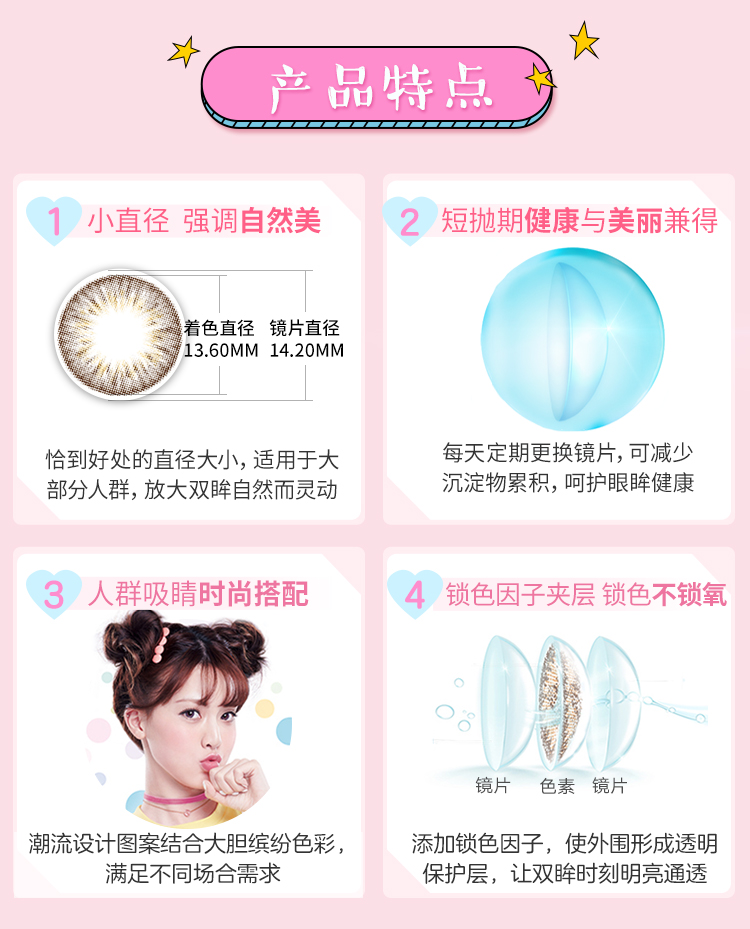 产品特点
1 小直径 强调自然美
着色直径 镜片直径
13.60MM 14.20MM
恰到好处的直径大小，适用于大
部分人群，放大双眸自然而灵动
2 短抛期健康与美丽兼得
每天定期更换镜片，可减少
沉淀物累积，呵护眼眸健康
3 人群吸睛时尚搭配
潮流设计图案结合大胆缤纷色彩，
满足不同场合需求
4 锁色因子夹层 锁色不锁氧
镜片 色素 镜片
添加锁色因子，使外围形成透明
保护层，让双眸时刻明亮通透